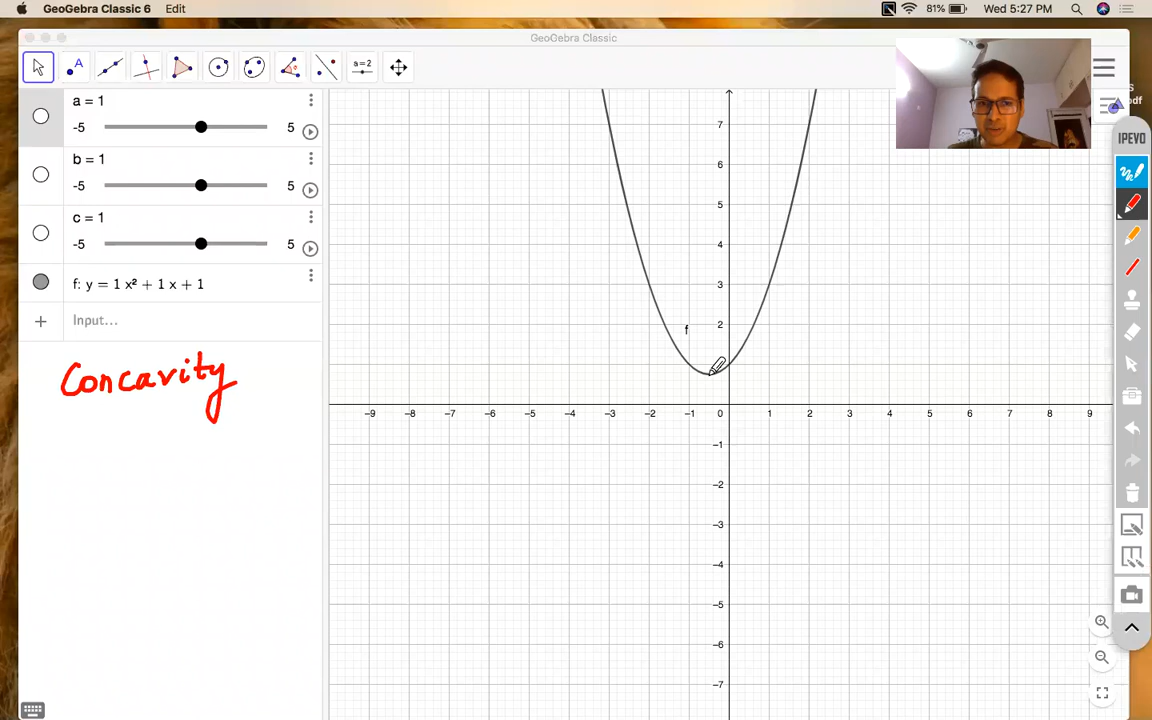 GeoGebra Classic 6 Edit 81% Wed 5:27 PM
GeoGebra Classic
a=2
a = 1
-5 5
b = 1
-5 5
c = 1
-5 5
f: y = 1 x² + 1 x + 1
+ Input...
Concavity
7
6
5
4
3
2
f
-9 -8 -7 -6 -5 -4 -3 -2 -1 0 1 2 3 4 5 6 7 8 9
-1
-2
-3
-4
-5
-6
-7
S
pdf
IPEVO